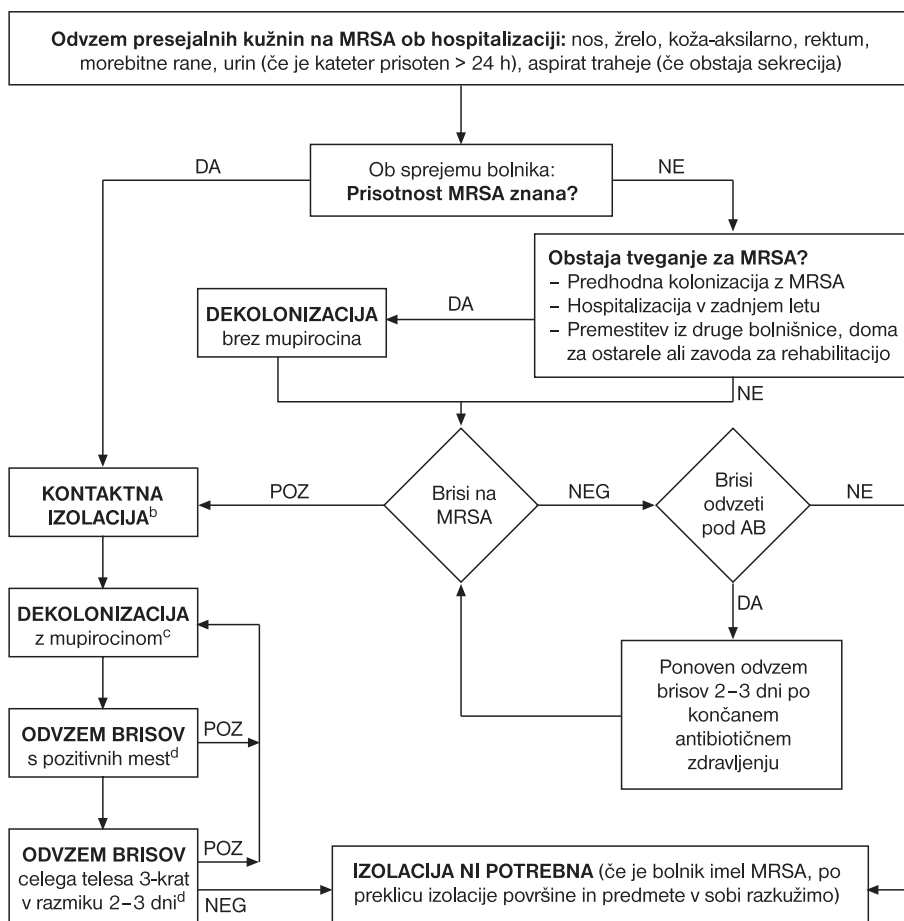 Odvzem presejalnih kužnin na MRSA ob hospitalizaciji: nos, žrelo, koža-aksilarno, rektum,
morebitne rane, urin (če je kateter prisoten > 24 h), aspirat traheje (če obstaja sekrecija)
DA
Ob sprejemu bolnika:
Prisotnost MRSA znana?
NE
Obstaja tveganje za MRSA?
– Predhodna kolonizacija z MRSA
– Hospitalizacija v zadnjem letu
– Premestitev iz druge bolnišnice, doma
za ostarele ali zavoda za rehabilitacijo
DA
DEKOLONIZACIJA
brez mupirocina
NE
KONTAKTNA
IZOLACIJAb
POZ
Brisi na
MRSA
NEG
Brisi
odvzeti
pod AB
NE
DA
DEKOLONIZACIJA
z mupirocinomc
Ponoven odvzem
brisov 2–3 dni po
končanem
antibiotičnem
zdravljenju
ODVZEM BRISOV
s pozitivnih mestd
POZ
ODVZEM BRISOV
celega telesa 3-krat
v razmiku 2–3 dnid
POZ
NEG
IZOLACIJA NI POTREBNA (če je bolnik imel MRSA, po
preklicu izolacije površine in predmete v sobi razkužimo)